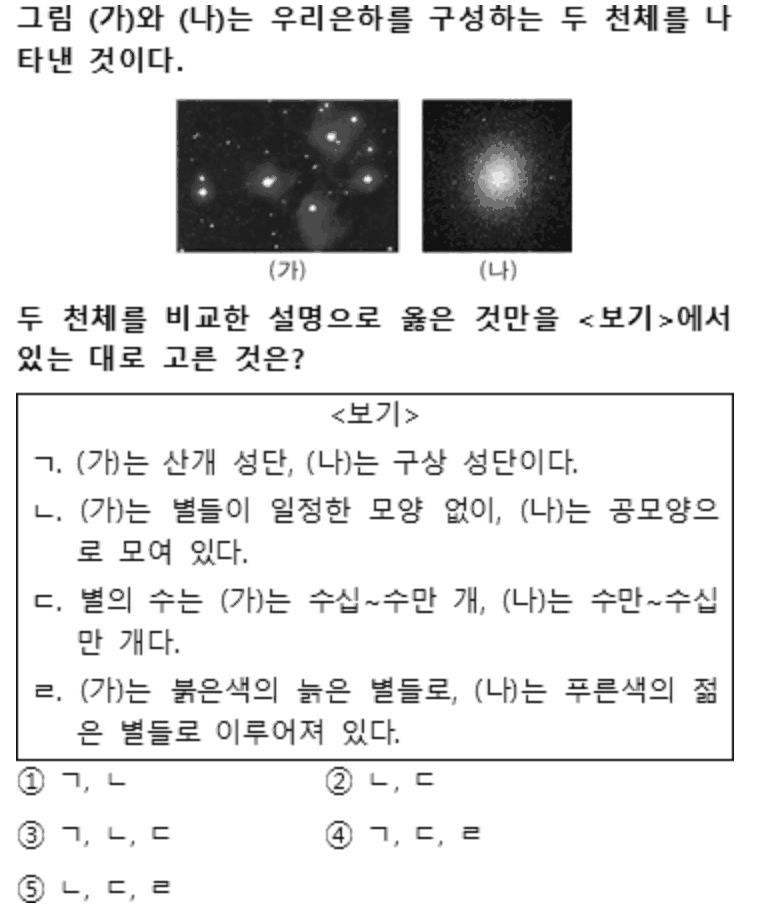 그림 (가)와 (나)는 우리은하를 구성하는 두 천체를 나
타낸 것이다.
(가) (나)
두 천체를 비교한 설명으로 옳은 것만을 <보기>에서
있는 대로 고른 것은?
<보기>
ㄱ. (가)는 산개 성단, (나)는 구상 성단이다.
ㄴ. (가)는 별들이 일정한 모양 없이, (나)는 공모양으
로 모여 있다.
ㄷ. 별의 수는 (가)는 수십~수만 개, (나)는 수만~수십
만 개다.
ㄹ. (가)는 붉은색의 늙은 별들로, (나)는 푸른색의 젊
은 별들로 이루어져 있다.
① ㄱ, ㄴ ② ㄴ, ㄷ
③ ㄱ, ㄴ, ㄷ ④ ㄱ, ㄷ, ㄹ
⑤ ㄴ, ㄷ, ㄹ